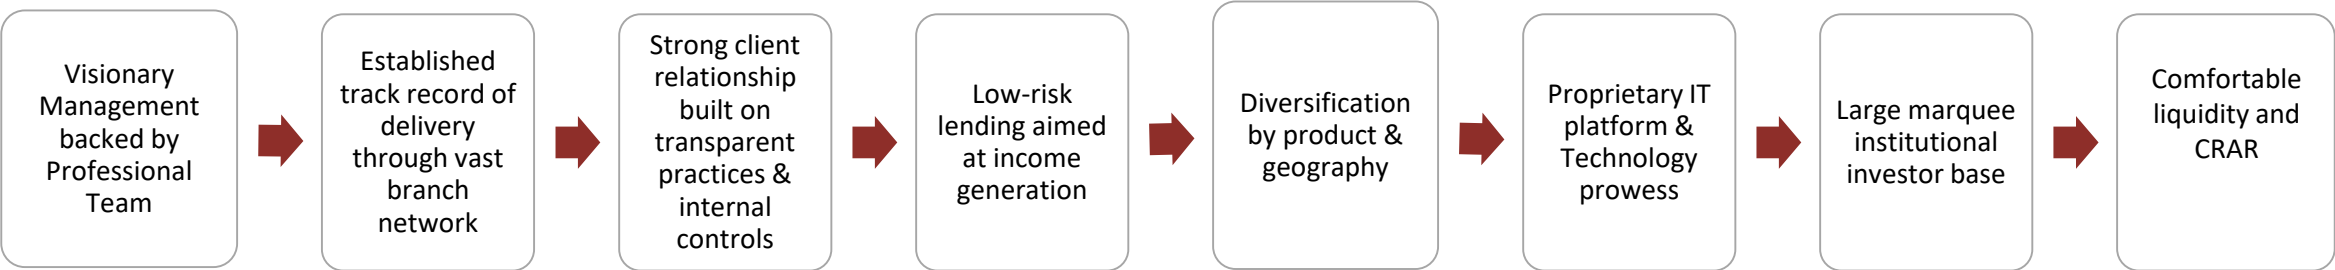 Visionary
Management
backed by
Professional
Team
Established
track record of
delivery
through vast
branch
network
Strong client
relationship
built on
transparent
practices &
internal
controls
Low-risk
lending aimed
at income
generation
Diversification
by product &
geography
Proprietary IT
platform &
Technology
prowess
Large marquee
institutional
investor base
Comfortable
liquidity and
CRAR